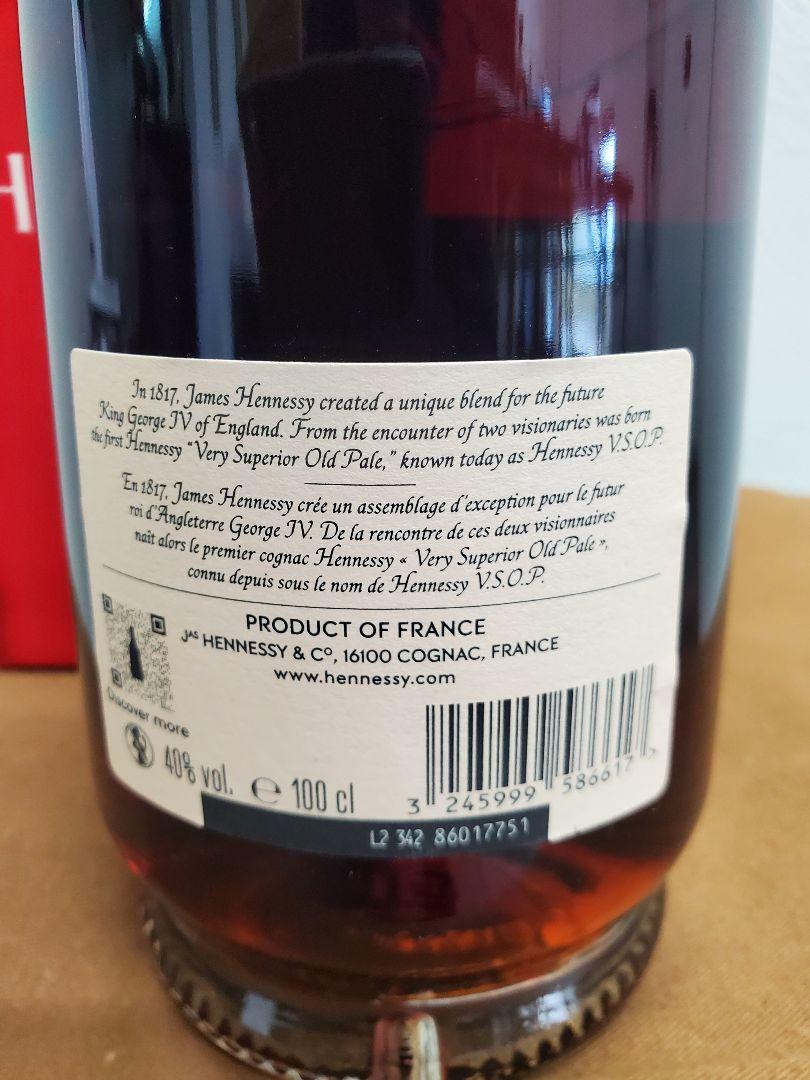 H
In 1817, James Hennessy created a unique blend for the future
King George IV of England. From the encounter of two visionaries was born
the first Hennessy "Very Superior Old Pale," known today as Hennessy V.S.O.P.
En 1817, James Hennessy crée un assemblage d'exception pour le futur
roi d'Angleterre George IV. De la rencontre de ces deux visionnaires
naît alors le premier cognac Hennessy « Very Superior Old Pale »,
connu depuis sous le nom de Hennessy V.S.O.P.
PRODUCT OF FRANCE
JAS HENNESSY & Cº, 16100 COGNAC, FRANCE
www.hennessy.com
Discover more
40% vol. ℮ 100 cl
3 245999 586617 >
L2 342 86017751